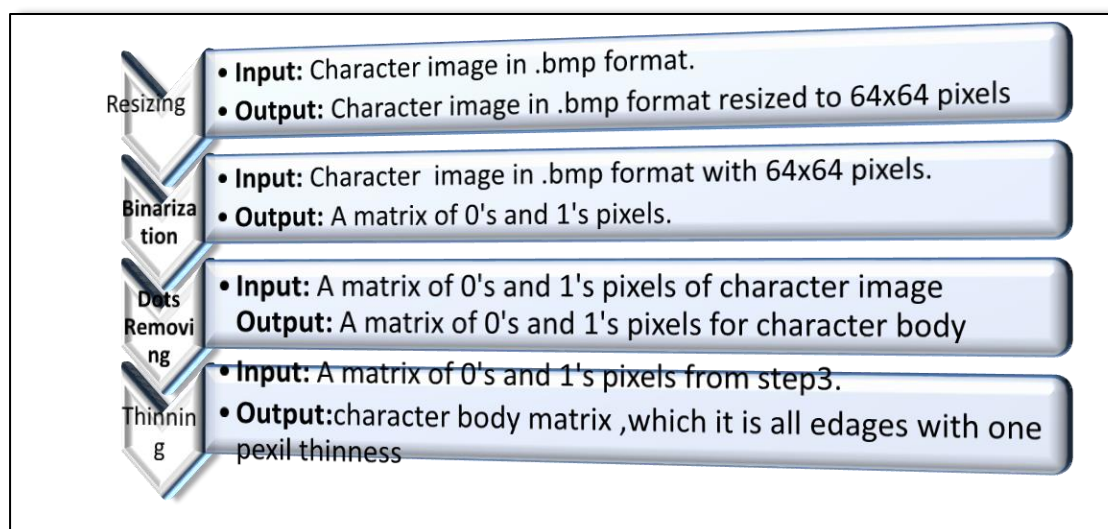 Resizing
• Input: Character image in .bmp format.
• Output: Character image in .bmp format resized to 64x64 pixels
Binariza
tion
• Input: Character image in .bmp format with 64x64 pixels.
• Output: A matrix of 0's and 1's pixels.
Dots
Removi
ng
• Input: A matrix of 0's and 1's pixels of character image
Output: A matrix of 0's and 1's pixels for character body
Thinnin
g
• Input: A matrix of 0's and 1's pixels from step3.
• Output:character body matrix ,which it is all edages with one
pexil thinness